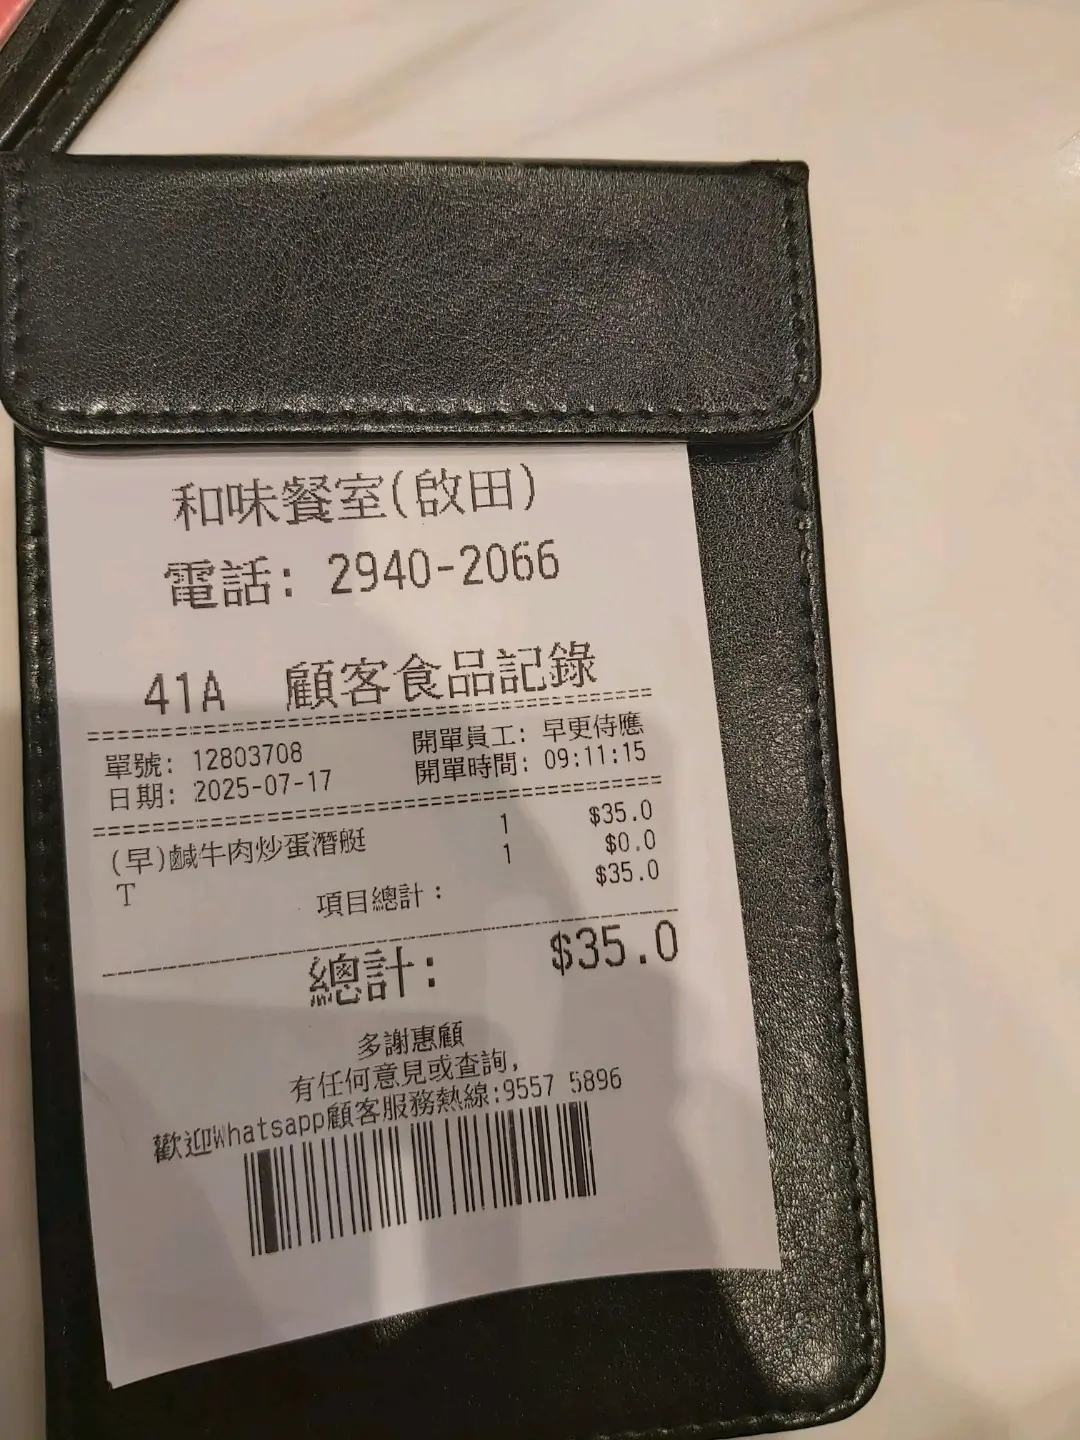 和味餐室(啟田)
電話: 2940-2066
41A 顧客食品記錄
單號: 12803708 開單員工: 早更侍應
日期: 2025-07-17 開單時間: 09:11:15
(早)鹹牛肉炒蛋潛艇 1 $35.0
T 1 $0.0
項目總計: $35.0
總計: $35.0
多謝惠顧
有任何意見或查詢,
歡迎Whatsapp顧客服務熱線:9557 5896